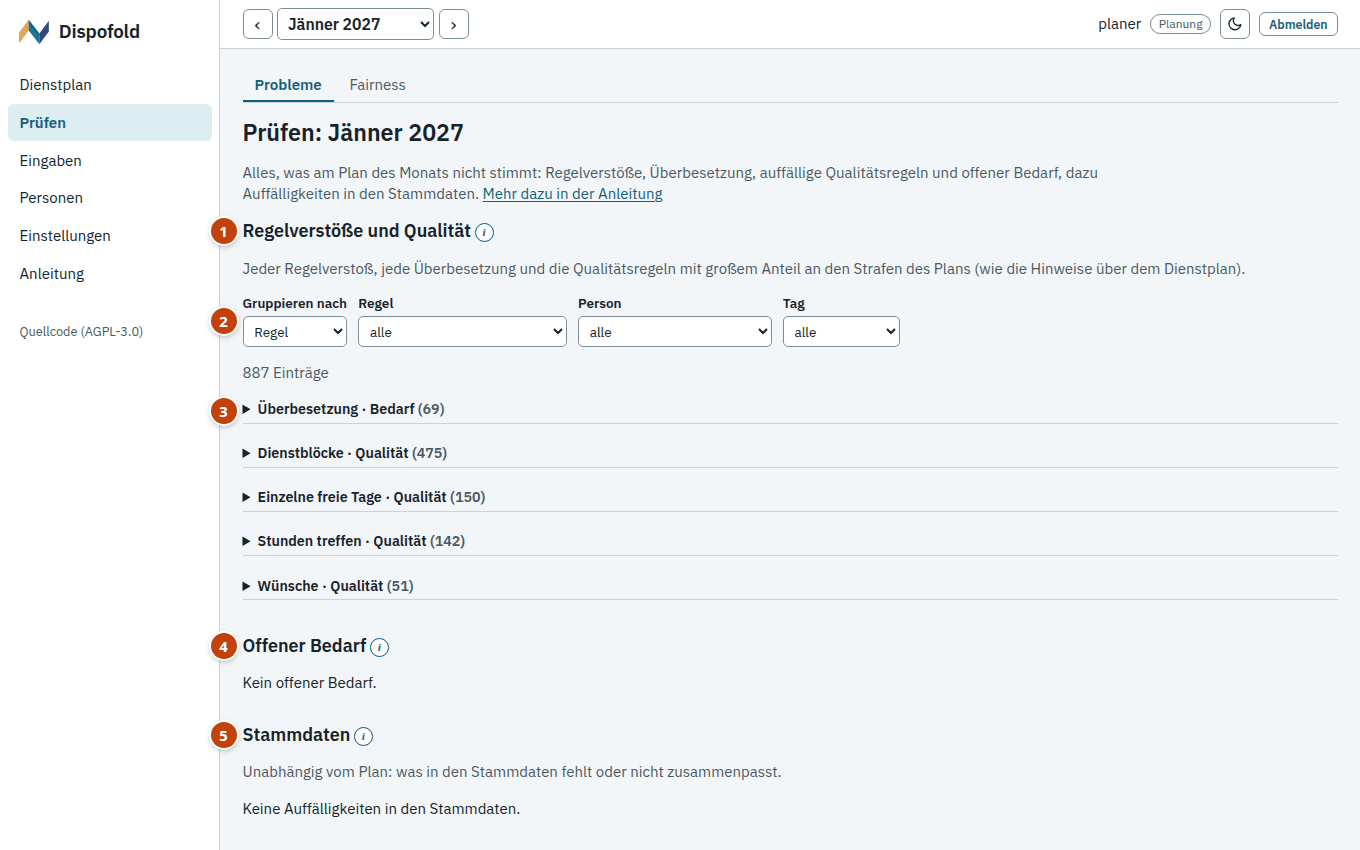 Dispofold
Dienstplan
Prüfen
Eingaben
Personen
Einstellungen
Anleitung
Quellcode (AGPL-3.0)
‹ Jänner 2027 ›
planer Planung Abmelden
Probleme Fairness
Prüfen: Jänner 2027
Alles, was am Plan des Monats nicht stimmt: Regelverstöße, Überbesetzung, auffällige Qualitätsregeln und offener Bedarf, dazu
Auffälligkeiten in den Stammdaten. Mehr dazu in der Anleitung
1 Regelverstöße und Qualität i
Jeder Regelverstoß, jede Überbesetzung und die Qualitätsregeln mit großem Anteil an den Strafen des Plans (wie die Hinweise über dem Dienstplan).
Gruppieren nach Regel Person Tag
2 Regel alle alle alle
887 Einträge
3 Überbesetzung · Bedarf (69)
Dienstblöcke · Qualität (475)
Einzelne freie Tage · Qualität (150)
Stunden treffen · Qualität (142)
Wünsche · Qualität (51)
4 Offener Bedarf i
Kein offener Bedarf.
5 Stammdaten i
Unabhängig vom Plan: was in den Stammdaten fehlt oder nicht zusammenpasst.
Keine Auffälligkeiten in den Stammdaten.